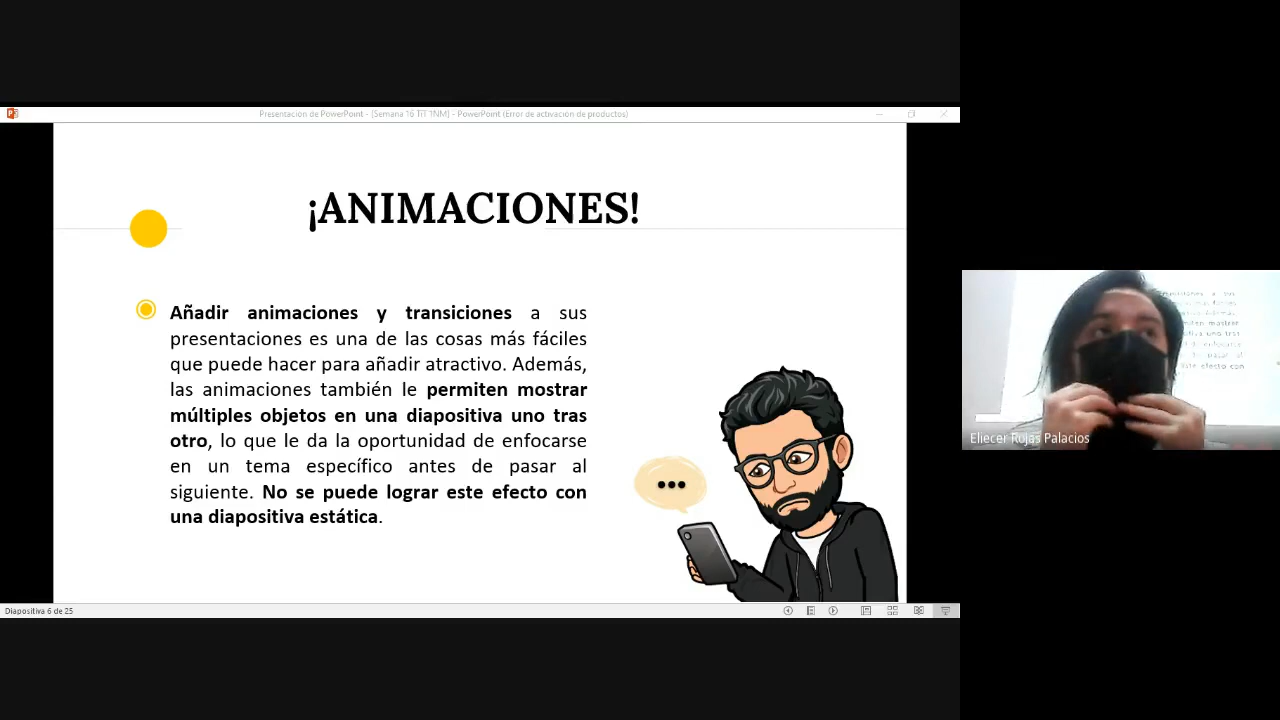 Presentación de PowerPoint - [Semana 16 TIT 1NM] - PowerPoint (Error de activación de productos)
¡ANIMACIONES!
Añadir animaciones y transiciones a sus
presentaciones es una de las cosas más fáciles
que puede hacer para añadir atractivo. Además,
las animaciones también le permiten mostrar
múltiples objetos en una diapositiva uno tras
otro, lo que le da la oportunidad de enfocarse
en un tema específico antes de pasar al
siguiente. No se puede lograr este efecto con
una diapositiva estática.
Diapositiva 6 de 25
Eliecer Rojas Palacios